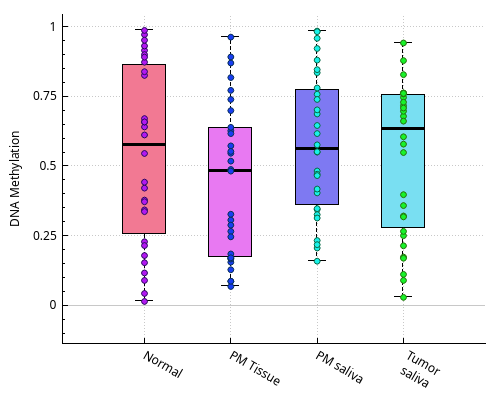 1
0.75
0.5
0.25
0
DNA Methylation
Normal
PM Tissue
PM saliva
Tumor
saliva